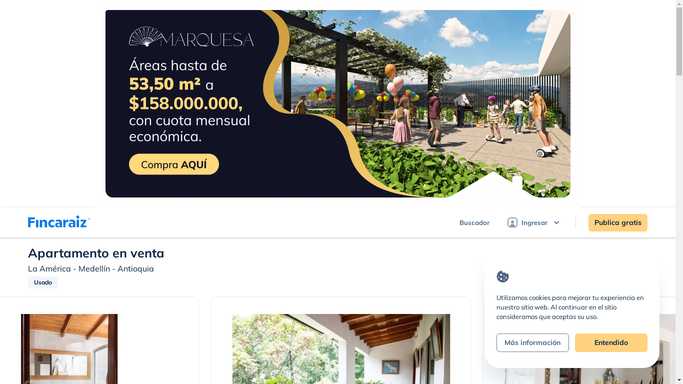 MARQUESA
Áreas hasta de
53,50 m² a
$158.000.000,
con cuota mensual
económica.
Compra AQUÍ
Fincaraiz
Buscador
Ingresar
Publica gratis
Apartamento en venta
La América - Medellín - Antioquia
Usado
Utilizamos cookies para mejorar tu experiencia en
nuestro sitio web. Al continuar en el sitio
consideramos que aceptas su uso.
Más información
Entendido